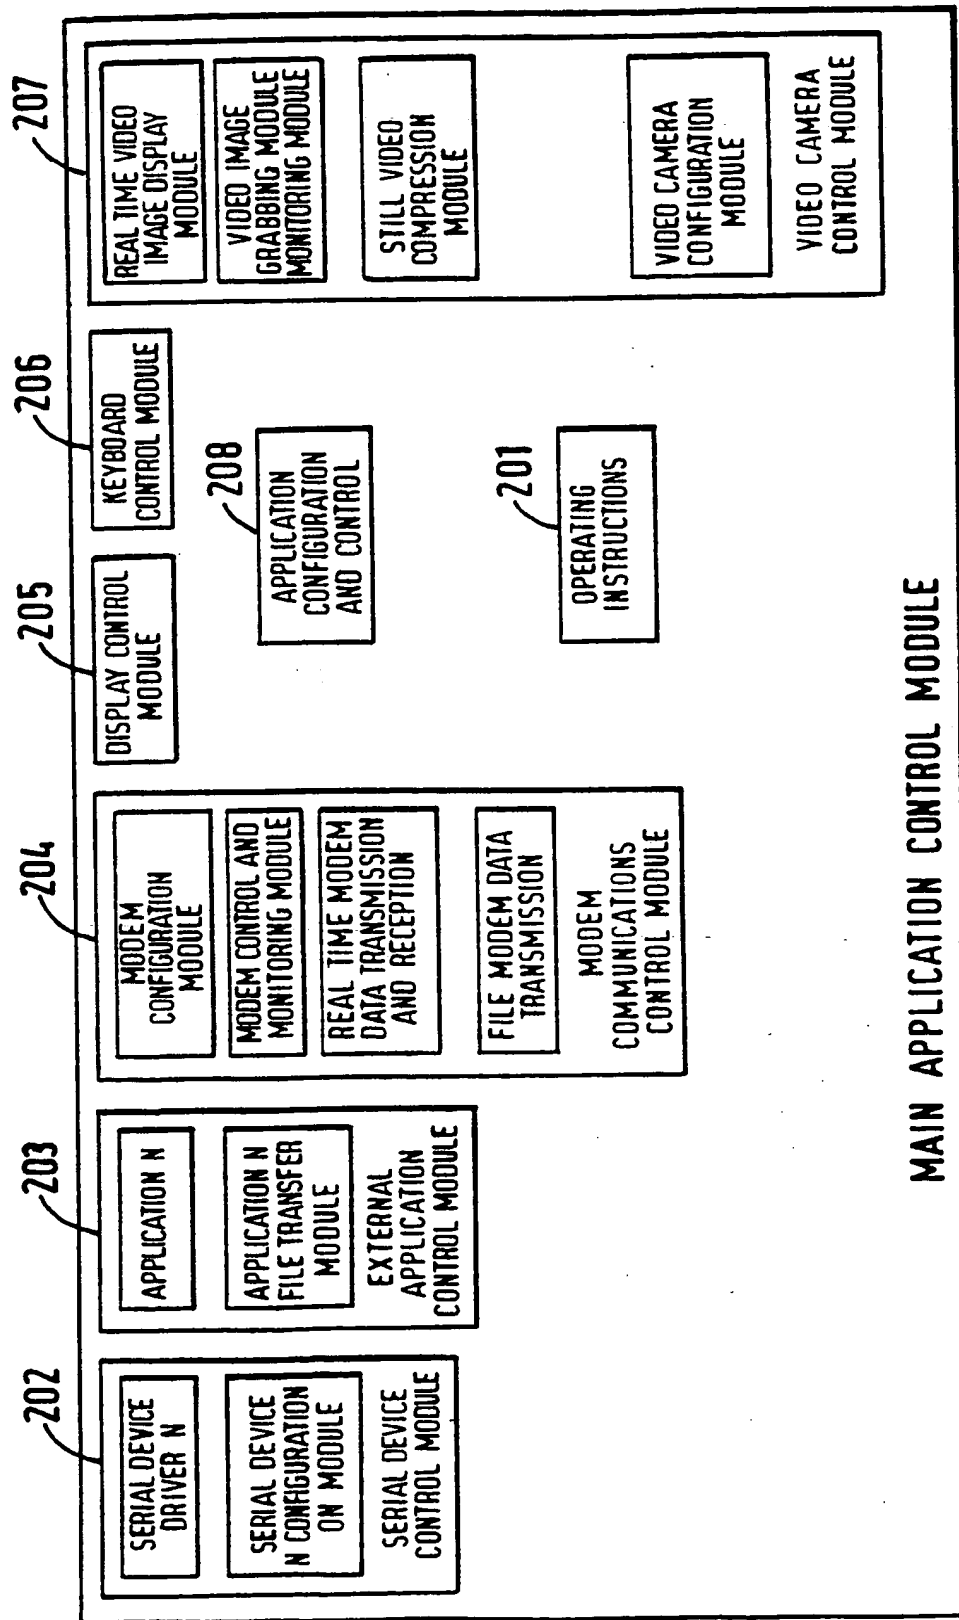 202
SERIAL DEVICE
DRIVER N
SERIAL DEVICE
N CONFIGURATION
ON MODULE
SERIAL DEVICE
CONTROL MODULE
203
APPLICATION N
APPLICATION N
FILE TRANSFER
MODULE
EXTERNAL
APPLICATION
CONTROL MODULE
204
MODEM
CONFIGURATION
MODULE
MODEM CONTROL AND
MONITORING MODULE
REAL TIME MODEM
DATA TRANSMISSION
AND RECEPTION
FILE MODEM DATA
TRANSMISSION
MODEM
COMMUNICATIONS
CONTROL MODULE
205
DISPLAY CONTROL
MODULE
206
KEYBOARD
CONTROL MODULE
208
APPLICATION
CONFIGURATION
AND CONTROL
201
OPERATING
INSTRUCTIONS
207
REAL TIME VIDEO
IMAGE DISPLAY
MODULE
VIDEO IMAGE
GRABBING MODULE
MONITORING MODULE
STILL VIDEO
COMPRESSION
MODULE
VIDEO CAMERA
CONFIGURATION
MODULE
VIDEO CAMERA
CONTROL MODULE
MAIN APPLICATION CONTROL MODULE